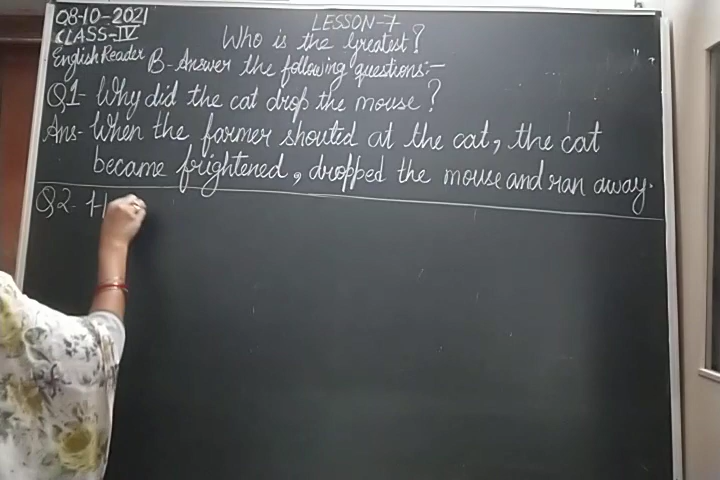 08-10-2021
LESSON-7
CLASS-IV
Who is the Greatest?
English Reader
B-Answer the following questions:-
Q1- Why did the cat drop the mouse?
Ans- When the farmer shouted at the cat, the cat
became frightened, dropped the mouse and ran away.
Q2- H